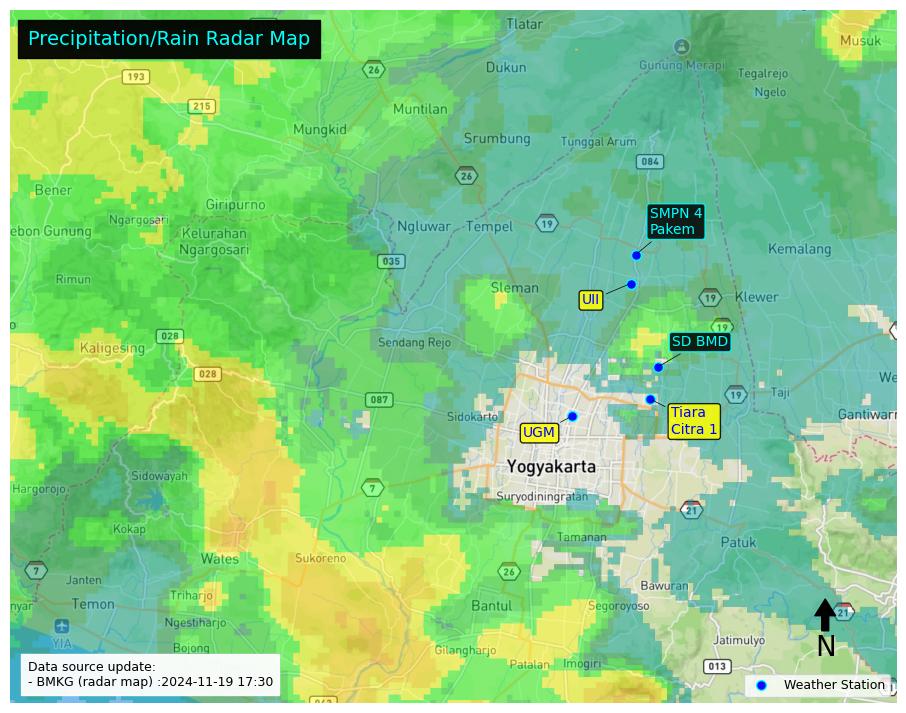 Precipitation/Rain Radar Map
Tlatar
Musuk
26
Dukun
Gunung Merapi
193
Tegalrejo
Ngelo
215
Muntilan
Mungkid
Srumbung
Tunggal Arum
084
26
Bener
Giripurno
SMPN 4
Pakem
Ngargosari
Ngluwar
Tempel
19
ebon Gunung
Kelurahan
Ngargosari
Kemalang
035
Rimun
Sleman
UII
19
Klewer
19
028
Sendang Rejo
SD BMD
Kaligesing
028
We
087
19
Taji
Sidokarto
Tiara
Citra 1
Gantiwarn
UGM
Yogyakarta
Sidowayah
Hargorojo
7
Suryodiningratan
21
Kokap
Tamanan
Patuk
Wates
Sukoreno
7
Janten
26
Bawuran
nyar
Temon
Triharjo
Bantul
Segoroyoso
21
Ngestiharjo
YIA
Bojong
Jatimulyo
N
Gilangharjo
Patalan
Imogiri
013
Data source update:
- BMKG (radar map) :2024-11-19 17:30
Weather Station